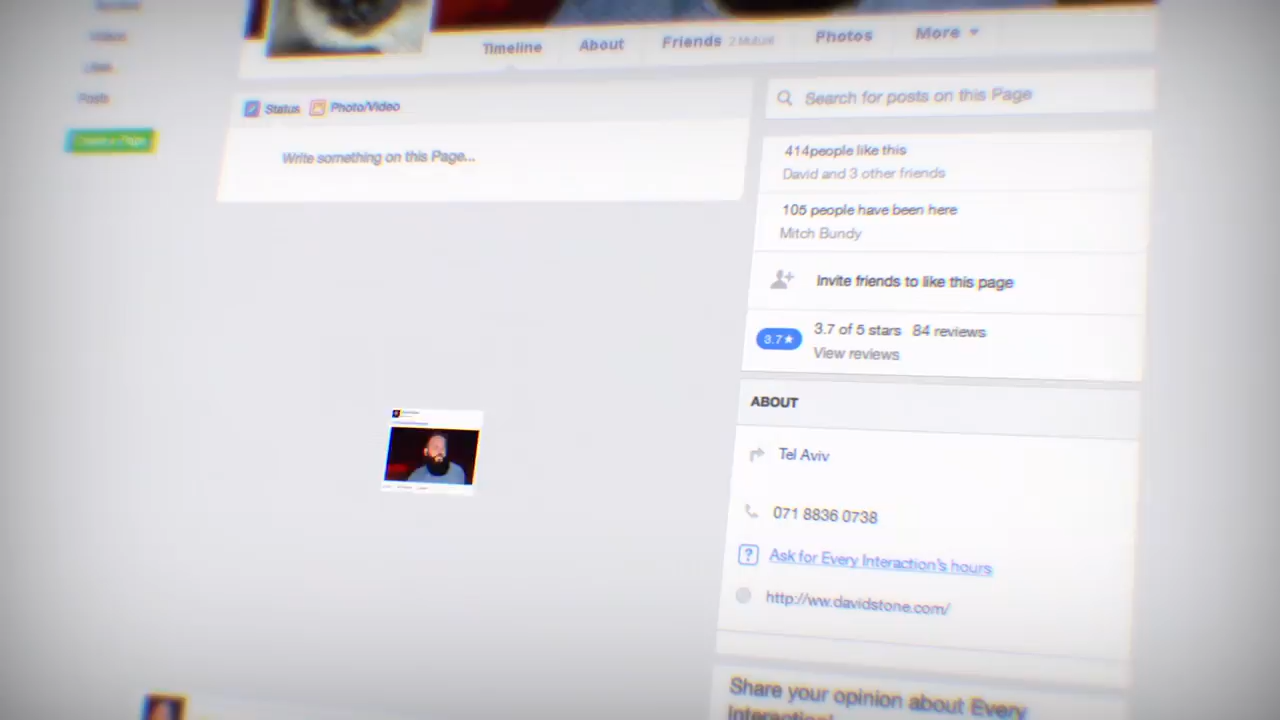 Timeline
About
Friends 2 Mutual
Photos
More
Posts
Status
Photo/Video
Write something on this Page...
Search for posts on this Page
414people like this
David and 3 other friends
105 people have been here
Mitch Bundy
Invite friends to like this page
3.7★
3.7 of 5 stars 84 reviews
View reviews
ABOUT
Tel Aviv
071 8836 0738
Ask for Every Interaction's hours
http://ww.davidstone.com/
Share your opinion about Every
Interaction!